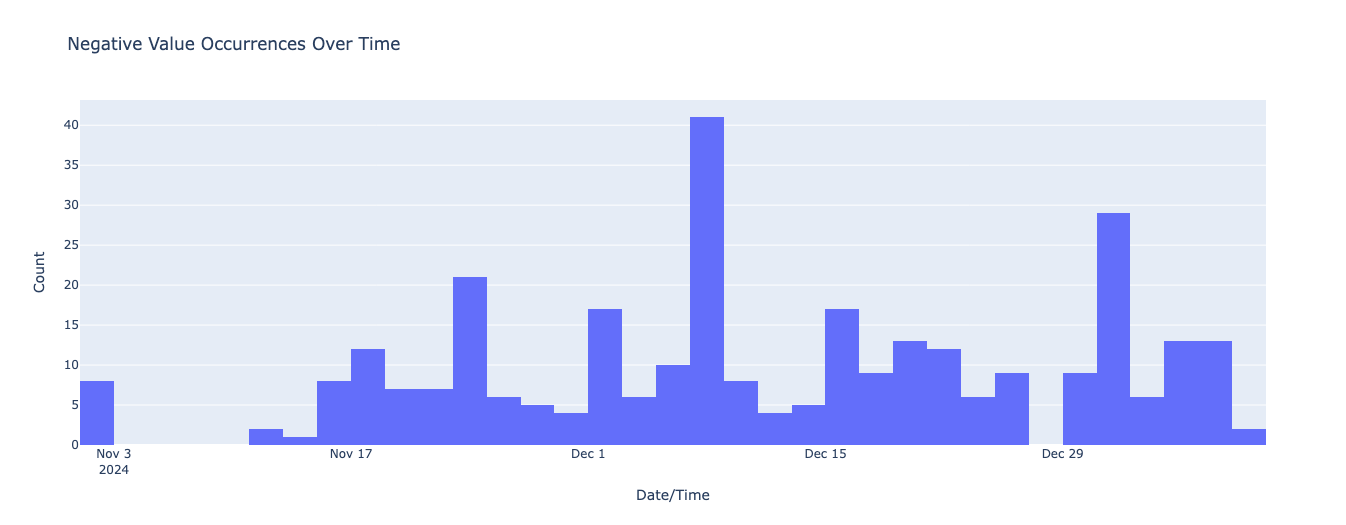 Negative Value Occurrences Over Time
Count
40
35
30
25
20
15
10
5
0
Nov 3
2024
Nov 17
Dec 1
Dec 15
Dec 29
Date/Time